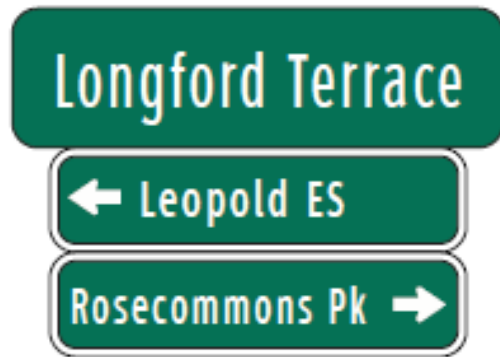 Longford Terrace
← Leopold ES
Rosecommons Pk →